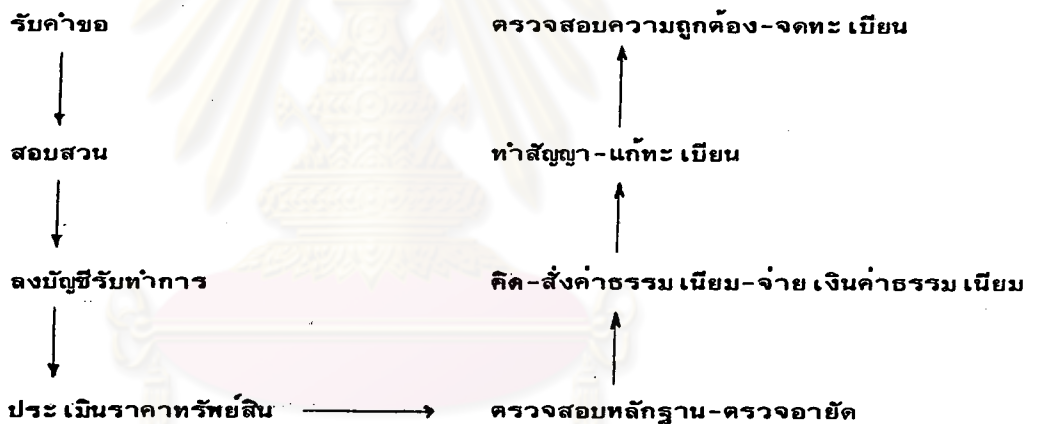 รับคำขอ
สอบสวน
ลงบัญชีรับทำการ
ประเมินราคาทรัพย์สิน
ตรวจสอบหลักฐาน-ตรวจอายัด
คิด-สั่งค่าธรรมเนียม-จ่ายเงินค่าธรรมเนียม
ทำสัญญา-แก้ทะเบียน
ตรวจสอบความถูกต้อง-จดทะเบียน